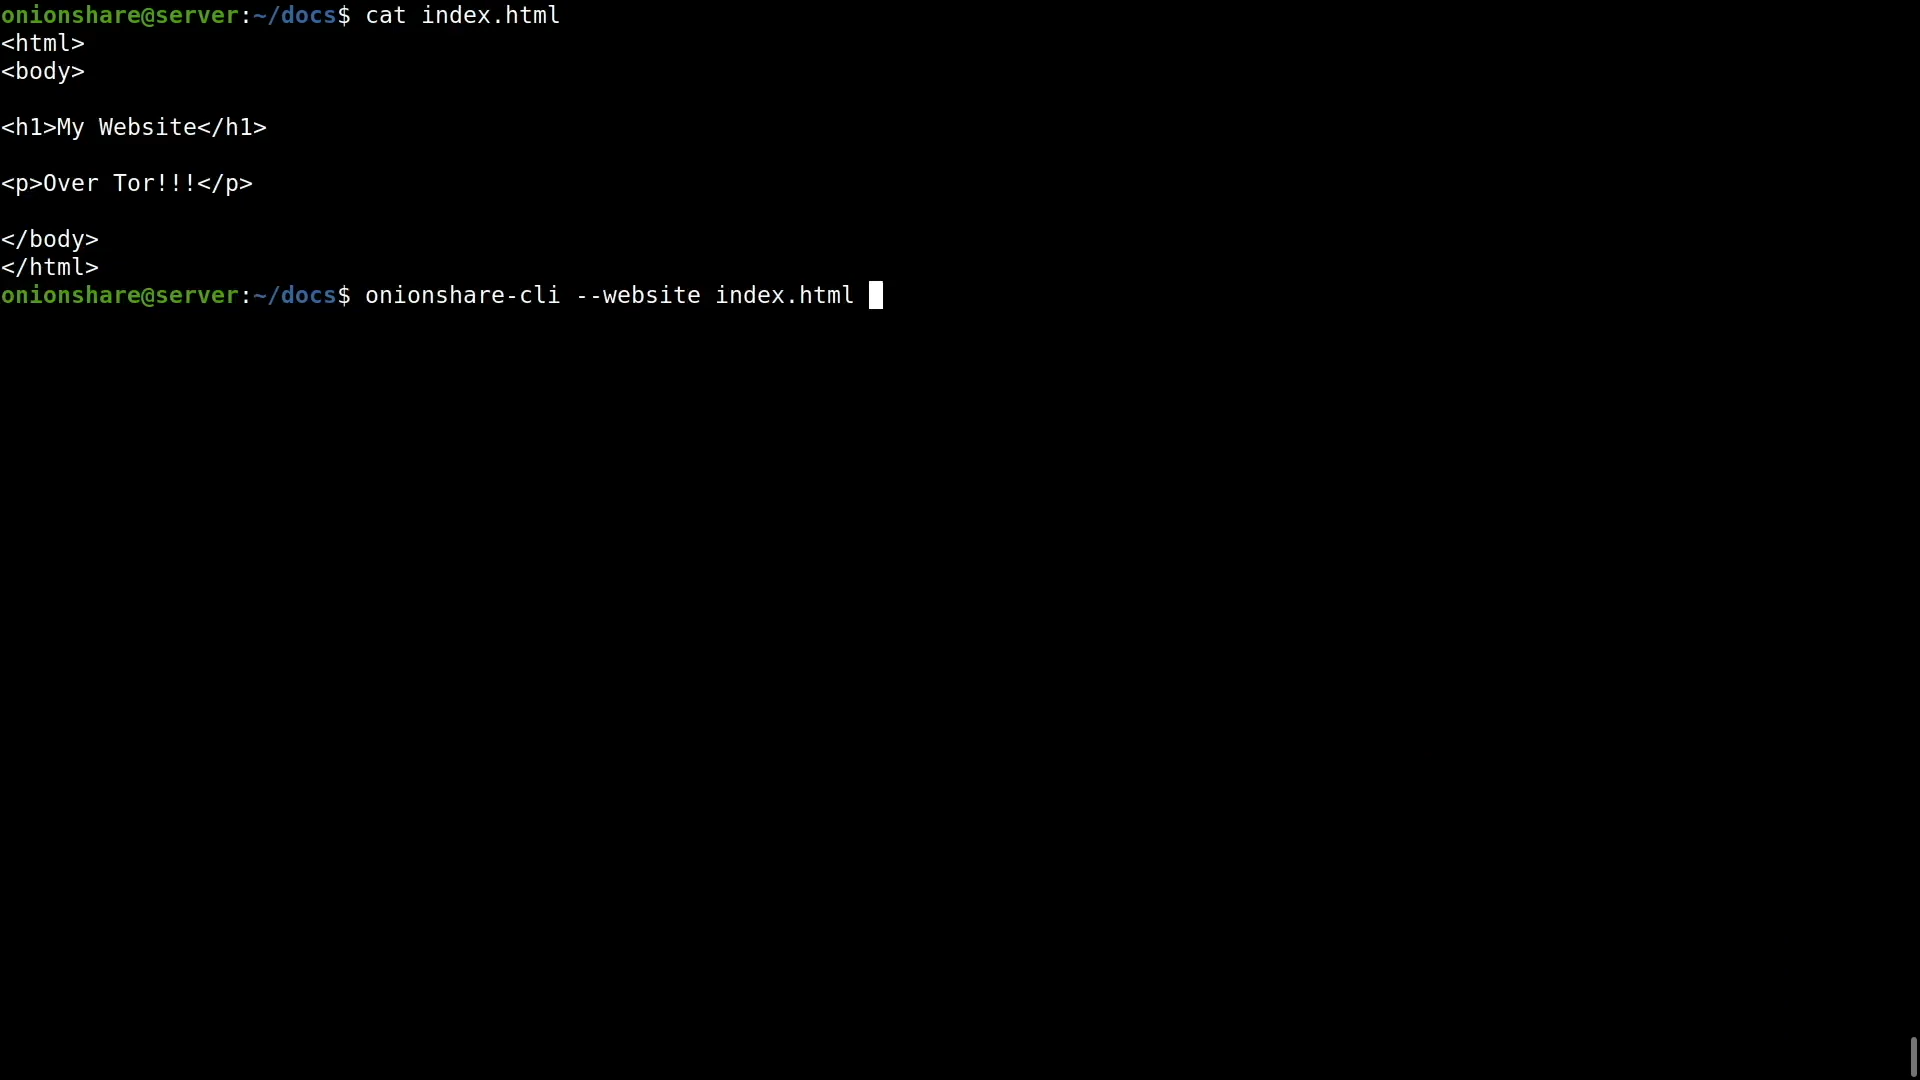 onionshare@server:~/docs$ cat index.html
<html>
<body>
<h1>My Website</h1>
<p>Over Tor!!!</p>
</body>
</html>
onionshare@server:~/docs$ onionshare-cli --website index.html